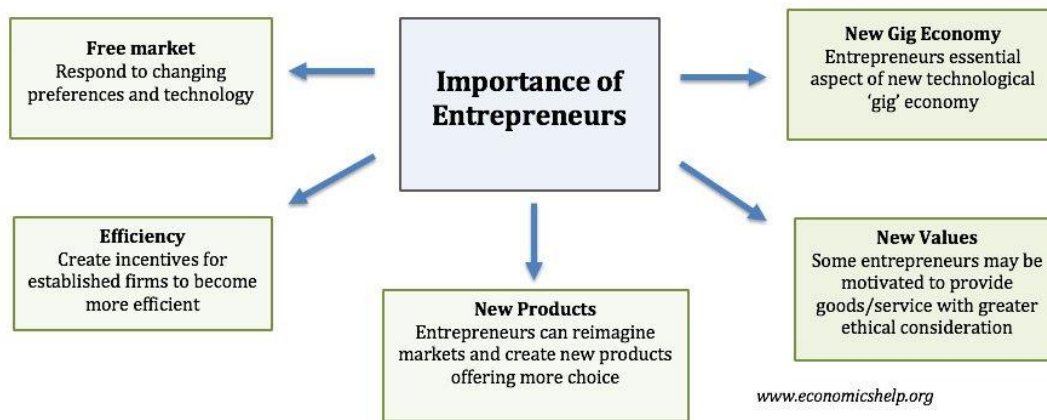 Importance of
Entrepreneurs
Free market
Respond to changing
preferences and technology
New Gig Economy
Entrepreneurs essential
aspect of new technological
‘gig’ economy
Efficiency
Create incentives for
established firms to become
more efficient
New Products
Entrepreneurs can reimagine
markets and create new products
offering more choice
New Values
Some entrepreneurs may be
motivated to provide
goods/service with greater
ethical consideration
www.economicshelp.org